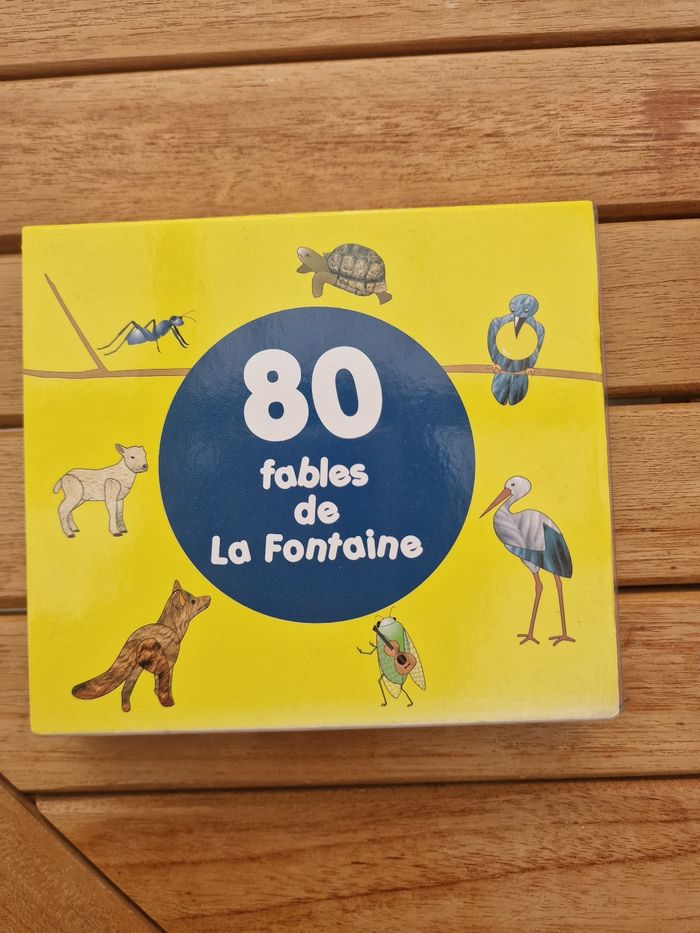 80
fables
de
La Fontaine